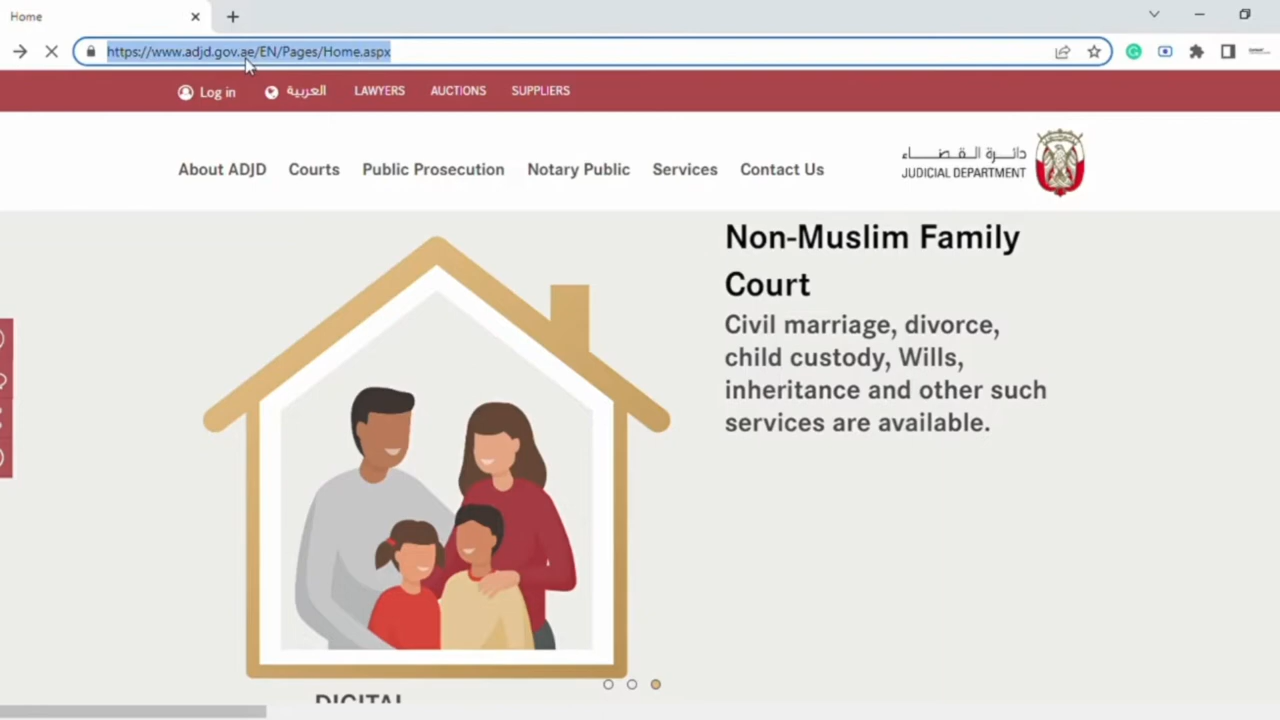 Home
https://www.adjd.gov.ae/EN/Pages/Home.aspx
Log in العربية LAWYERS AUCTIONS SUPPLIERS
About ADJD Courts Public Prosecution Notary Public Services Contact Us
دائرة القضاء
JUDICIAL DEPARTMENT
Non-Muslim Family
Court
Civil marriage, divorce,
child custody, Wills,
inheritance and other such
services are available.
DIGITAL